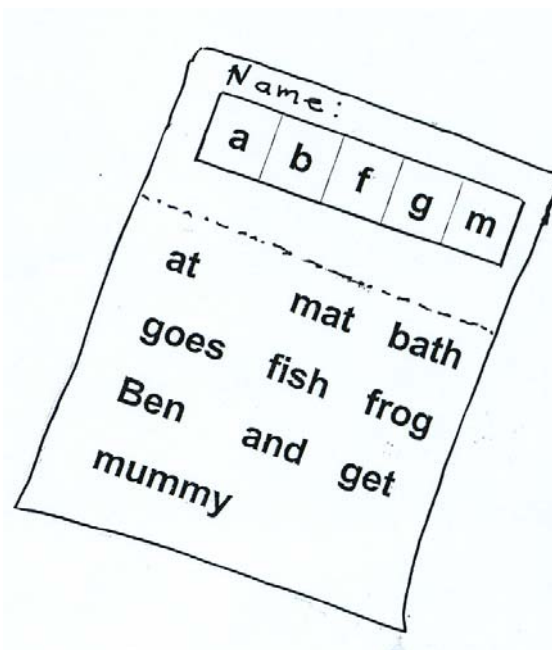 Name:
a b f g m
at mat bath
goes fish frog
Ben and get
mummy